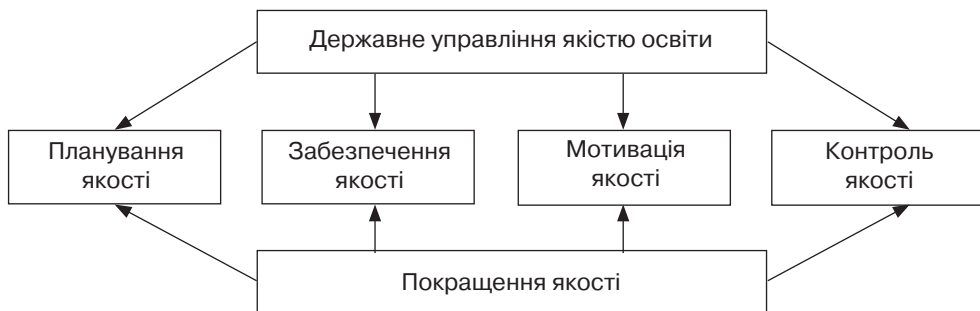 Державне управління якістю освіти
Планування
якості
Забезпечення
якості
Мотивація
якості
Контроль
якості
Покращення якості